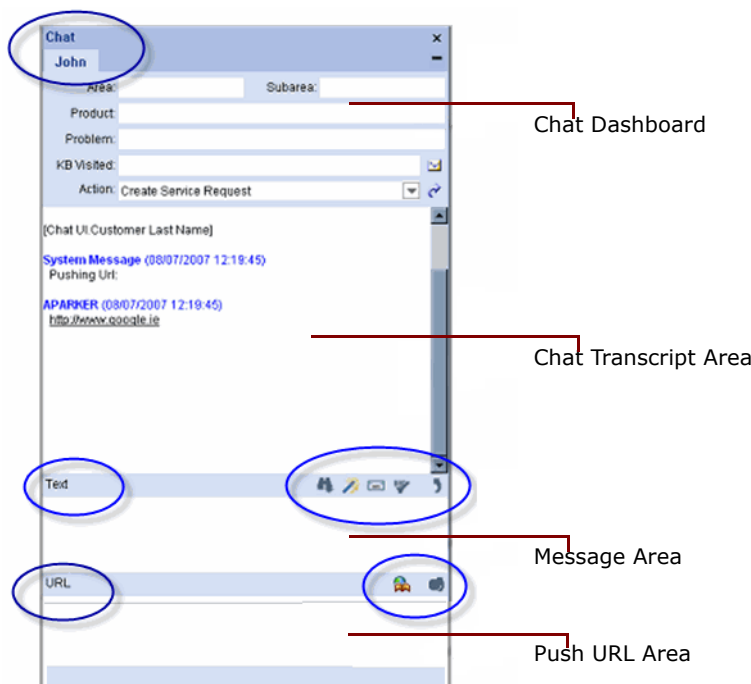 Chat
John
Area: Subarea:
Chat Dashboard
Product:
Problem:
KB Visited:
Action: Create Service Request
[Chat UI.Customer Last Name]
System Message (08/07/2007 12:19:45)
Pushing Url:
APARKER (08/07/2007 12:19:45)
http://www.google.ie
Chat Transcript Area
Text
Message Area
URL
Push URL Area